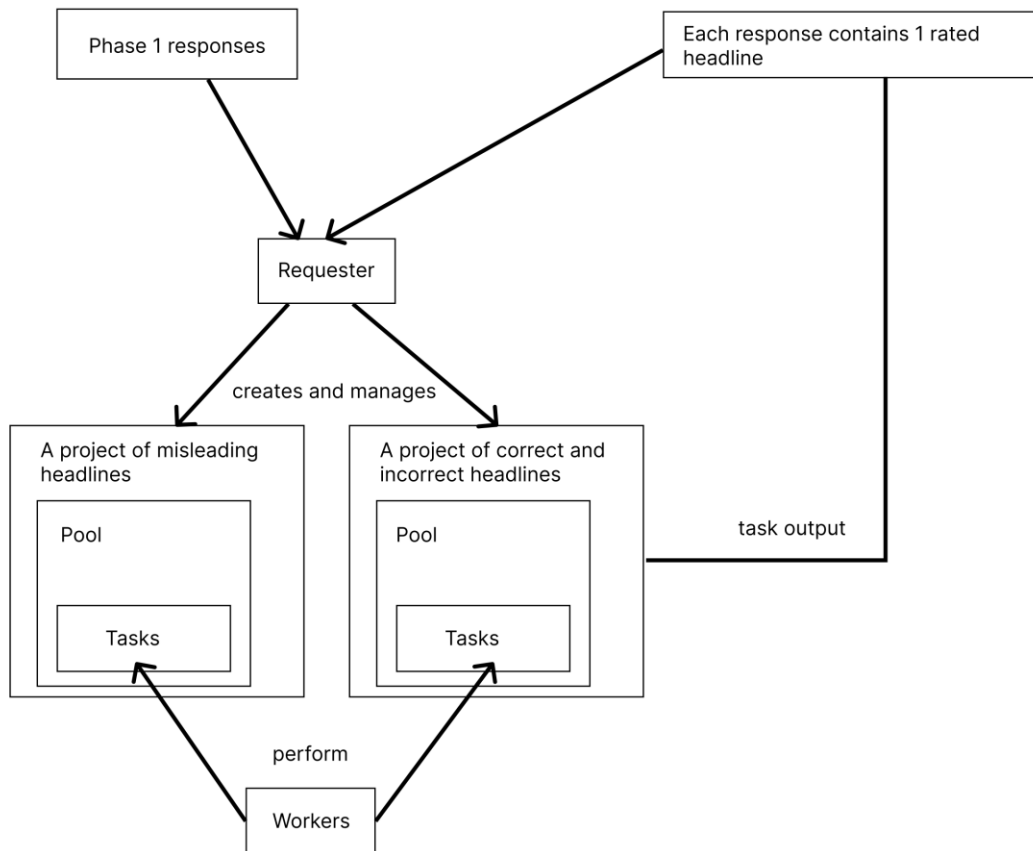 Phase 1 responses
Each response contains 1 rated
headline
Requester
creates and manages
A project of misleading
headlines
Pool
Tasks
A project of correct and
incorrect headlines
Pool
Tasks
task output
perform
Workers